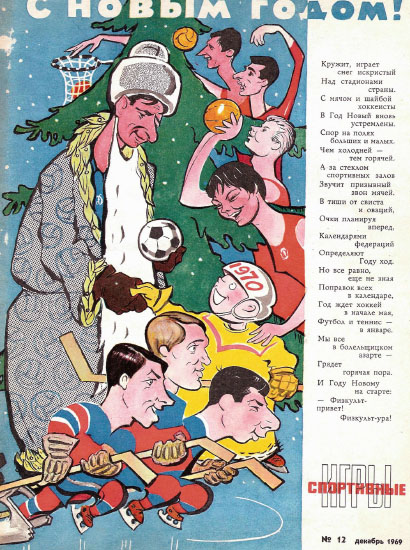 С НОВЫМ ГОДОМ!
Кружит, играет
снег искристый
Над стадионами
страны.
С мячом и шайбой
хоккеисты
В Год Новый вновь
устремлены.
Спор на полях
больших и малых.
Чем холодней —
тем горячей.
А за стеклом
спортивных залов
Звучит призывный
звон мячей.
В тиши от свиста
и оваций,
Очки планируя
вперед,
Календарями
федераций
Определяют
Году ход.
Но все равно,
еще не зная
Поправок всех
в календаре,
Год ждет хоккей
в начале мая,
Футбол и теннис —
в январе.
Мы все
в болельщицком
азарте —
Грядет
горячая пора.
И Году Новому
на старте:
— Физкульт-
привет!
Физкульт-ура!
1970
ИГРЫ
СПОРТИВНЫЕ
№ 12 декабрь 1969